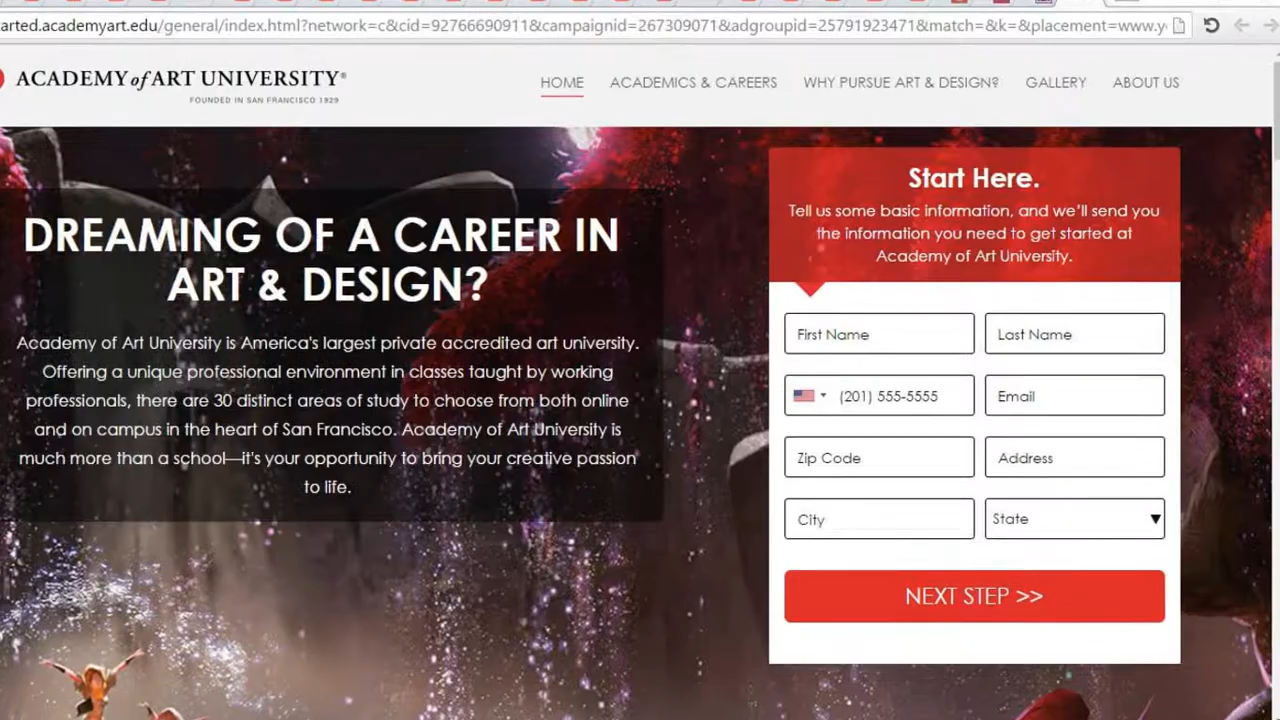 arted.academyart.edu/general/index.html?network=c&cid=92766690911&campaignid=267309071&adgroupid=25791923471&match=&k=&placement=www.y
ACADEMY of ART UNIVERSITY®
FOUNDED IN SAN FRANCISCO 1929
HOME
ACADEMICS & CAREERS
WHY PURSUE ART & DESIGN?
GALLERY
ABOUT US
DREAMING OF A CAREER IN
ART & DESIGN?
Academy of Art University is America's largest private accredited art university.
Offering a unique professional environment in classes taught by working
professionals, there are 30 distinct areas of study to choose from both online
and on campus in the heart of San Francisco. Academy of Art University is
much more than a school—it's your opportunity to bring your creative passion
to life.
Start Here.
Tell us some basic information, and we'll send you
the information you need to get started at
Academy of Art University.
First Name
Last Name
(201) 555-5555
Email
Zip Code
Address
City
State
NEXT STEP >>